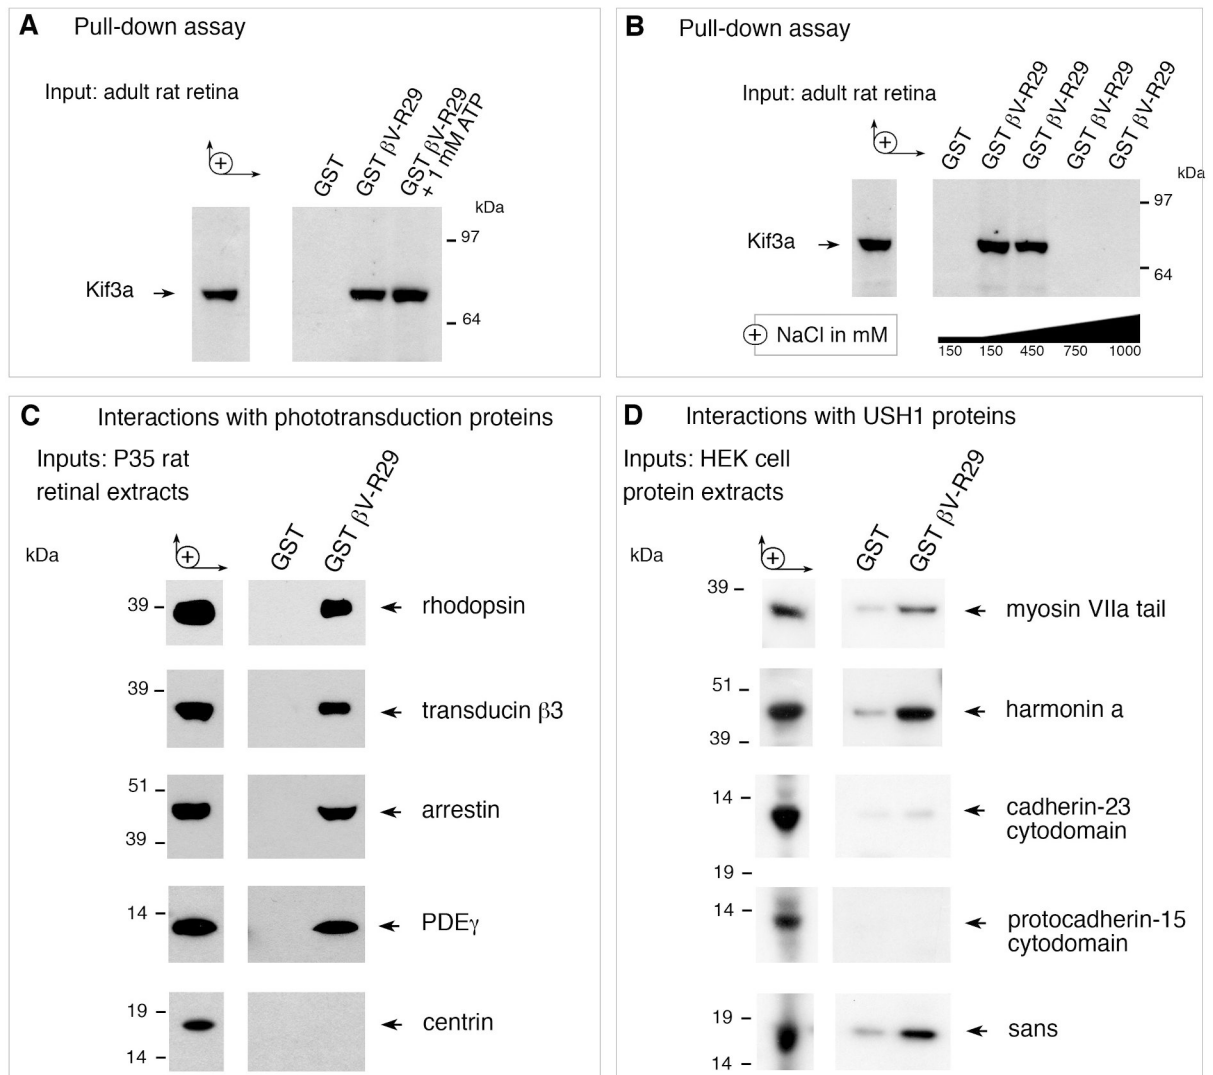 A Pull-down assay
Input: adult rat retina
+
GST
GST βV-R29
GST βV-R29
+ 1 mM ATP
kDa
97
Kif3a
64
B Pull-down assay
Input: adult rat retina
+
GST
GST βV-R29
GST βV-R29
GST βV-R29
GST βV-R29
kDa
97
Kif3a
64
+ NaCl in mM
150 150 450 750 1000
C Interactions with phototransduction proteins
Inputs: P35 rat
retinal extracts
kDa
+
GST
GST βV-R29
39 rhodopsin
39
transducin β3
51
arrestin
39
14
PDEγ
19
centrin
14
D Interactions with USH1 proteins
Inputs: HEK cell
protein extracts
kDa
+
GST
GST βV-R29
39
myosin VIIa tail
51
harmonin a
39
14
cadherin-23
cytodomain
19
14
protocadherin-15
cytodomain
19
sans
14